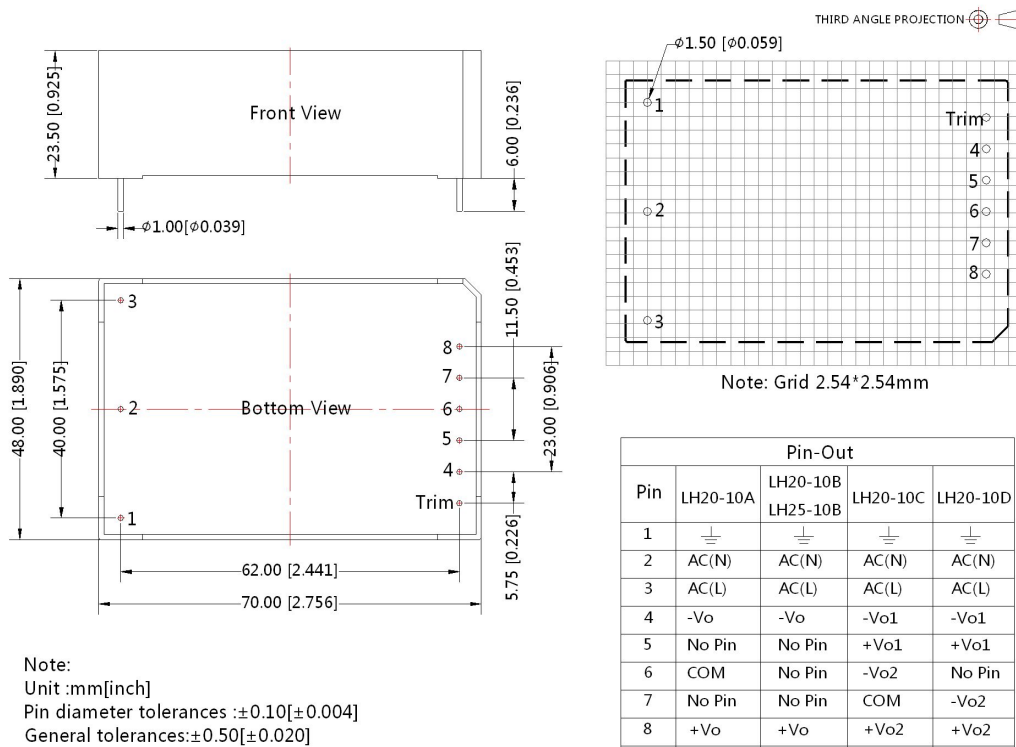 THIRD ANGLE PROJECTION
Front View
23.50 [0.925]
6.00 [0.236]
ϕ1.00[ϕ0.039]
ϕ1.50 [ϕ0.059]
1
Trim
4
5
2
6
7
8
3
Note: Grid 2.54*2.54mm
Bottom View
3
2
1
8
7
6
5
4
Trim
48.00 [1.890]
40.00 [1.575]
11.50 [0.453]
23.00 [0.906]
5.75 [0.226]
62.00 [2.441]
70.00 [2.756]
Note:
Unit :mm[inch]
Pin diameter tolerances :±0.10[±0.004]
General tolerances:±0.50[±0.020]
Pin-Out
Pin LH20-10A LH20-10B LH25-10B LH20-10C LH20-10D
1
2 AC(N) AC(N) AC(N) AC(N)
3 AC(L) AC(L) AC(L) AC(L)
4 -Vo -Vo -Vo1 -Vo1
5 No Pin No Pin +Vo1 +Vo1
6 COM No Pin -Vo2 No Pin
7 No Pin No Pin COM -Vo2
8 +Vo +Vo +Vo2 +Vo2